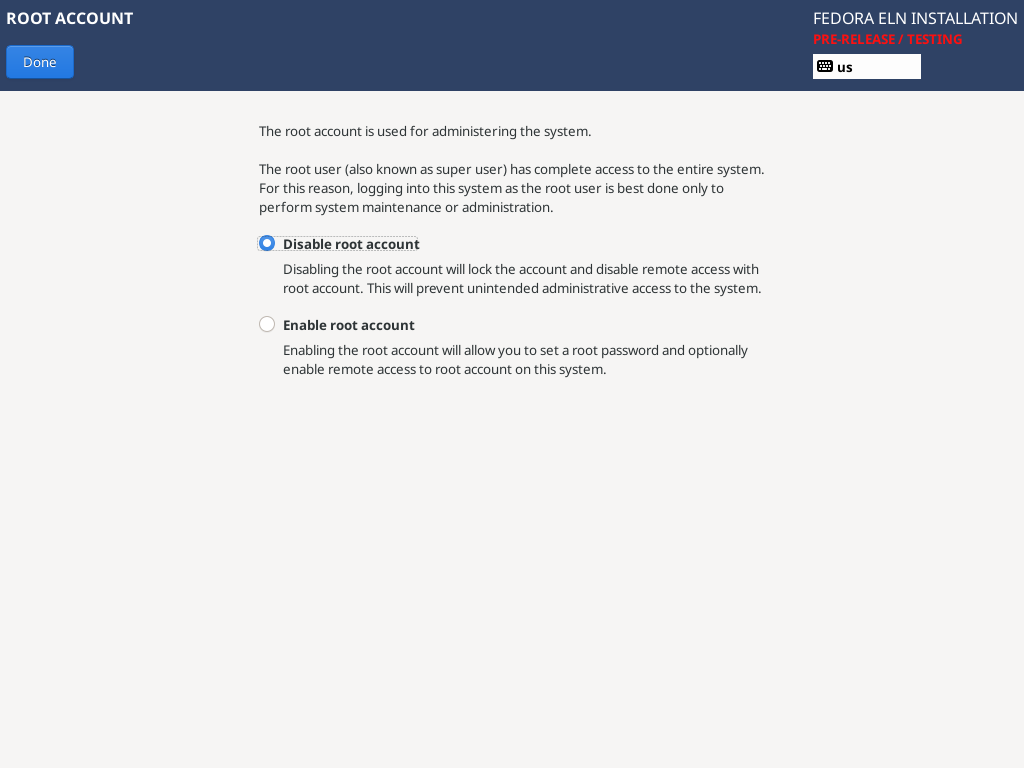 ROOT ACCOUNT
Done
FEDORA ELN INSTALLATION
PRE-RELEASE / TESTING
us
The root account is used for administering the system.
The root user (also known as super user) has complete access to the entire system.
For this reason, logging into this system as the root user is best done only to
perform system maintenance or administration.
Disable root account
Disabling the root account will lock the account and disable remote access with
root account. This will prevent unintended administrative access to the system.
Enable root account
Enabling the root account will allow you to set a root password and optionally
enable remote access to root account on this system.